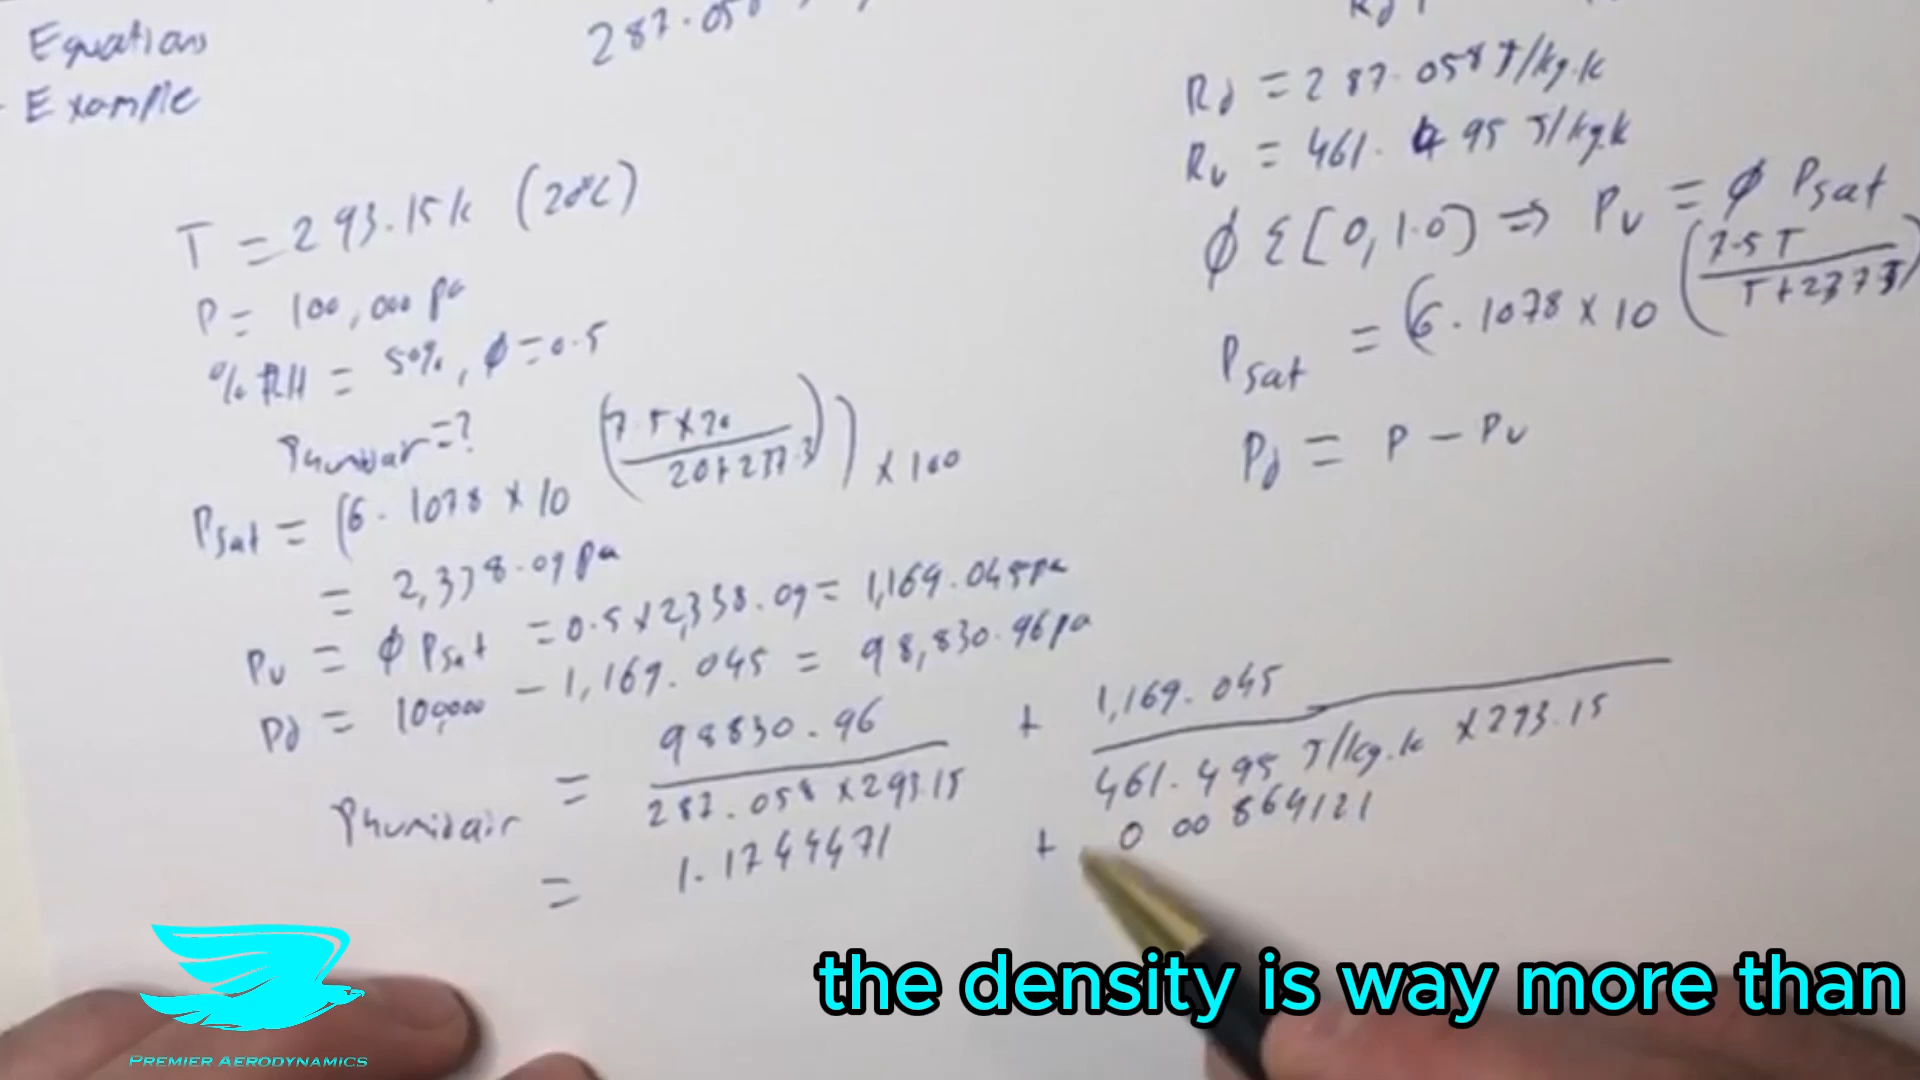 Equations
- Example
287.058
T = 293.15k (20°C)
P = 100,000 pa
% RH = 50%, ϕ = 0.5
ρhumidair = ?
Psat = (6.1078 × 10^(7.5 × 20 / 20 + 237.3)) × 100
= 2,338.09 pa
Pv = ϕ Psat = 0.5 × 2,338.09 = 1,169.045 pa
Pd = 100,000 - 1,169.045 = 98,830.96 pa
ρhumidair = 98830.96 / 287.058 × 293.15 + 1,169.045 / 461.495 J/kg.k × 293.15
= 1.1744471 + 0.00864121
Rd = 287.058 J/kg.k
Rv = 461.495 J/kg.k
ϕ ε [0, 1.0] ⇒ Pv = ϕ Psat
Psat = (6.1078 × 10^(7.5 T / T + 237.3)
Pd = P - Pv
the density is way more than
PREMIER AERODYNAMICS